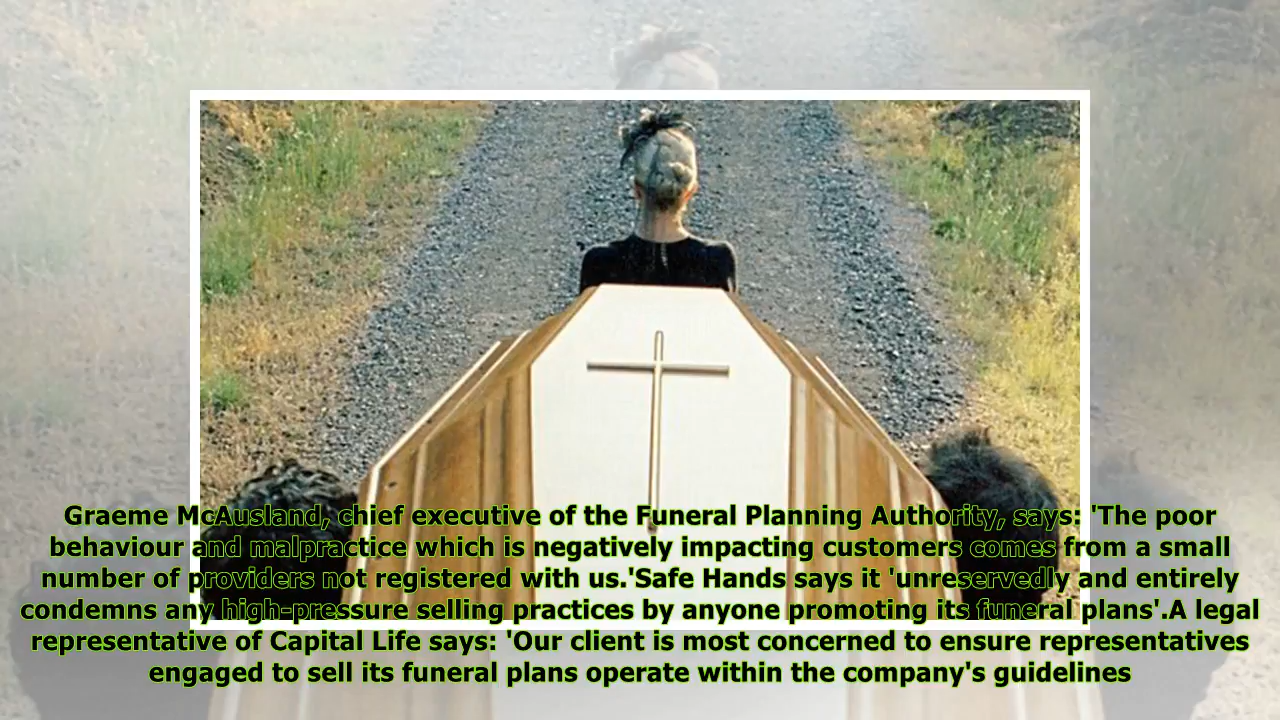 Graeme McAusland, chief executive of the Funeral Planning Authority, says: 'The poor
behaviour and malpractice which is negatively impacting customers comes from a small
number of providers not registered with us.'Safe Hands says it 'unreservedly and entirely
condemns any high-pressure selling practices by anyone promoting its funeral plans'.A legal
representative of Capital Life says: 'Our client is most concerned to ensure representatives
engaged to sell its funeral plans operate within the company's guidelines